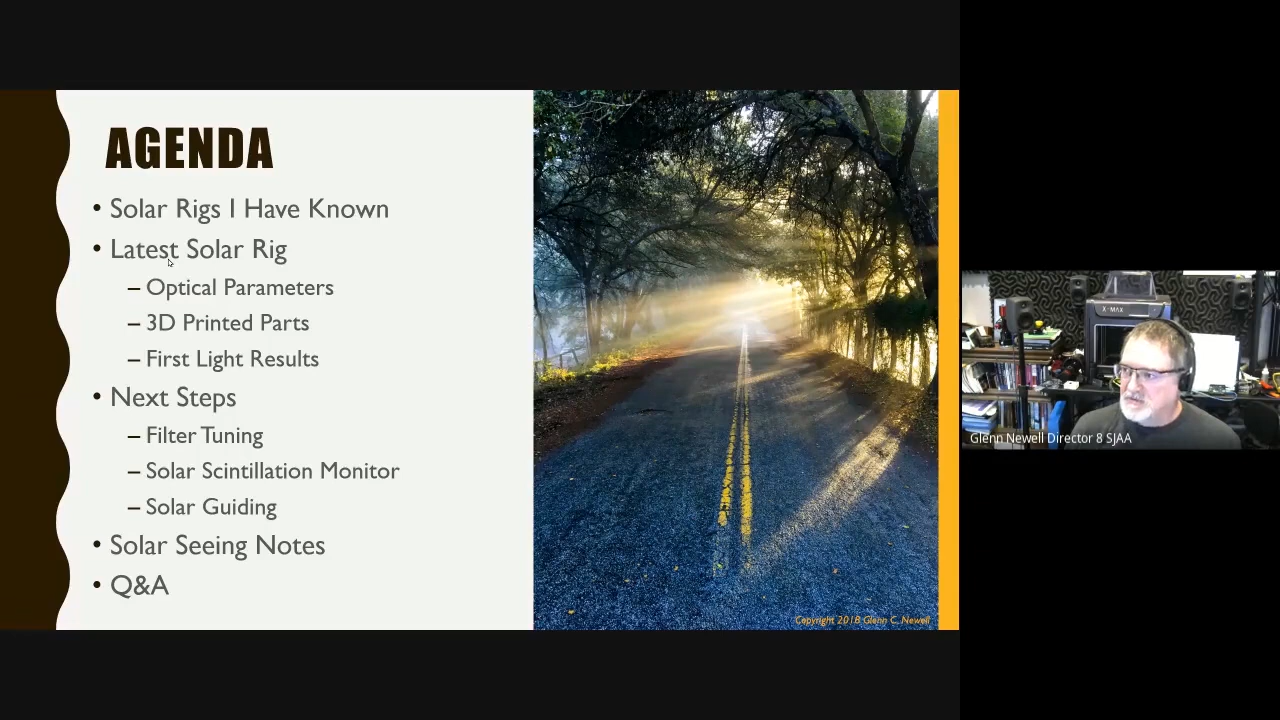 AGENDA
• Solar Rigs I Have Known
• Latest Solar Rig
– Optical Parameters
– 3D Printed Parts
– First Light Results
• Next Steps
– Filter Tuning
– Solar Scintillation Monitor
– Solar Guiding
• Solar Seeing Notes
• Q&A
Copyright 2018 Glenn C. Newell
X-MAX
Glenn Newell Director 8 SJAA